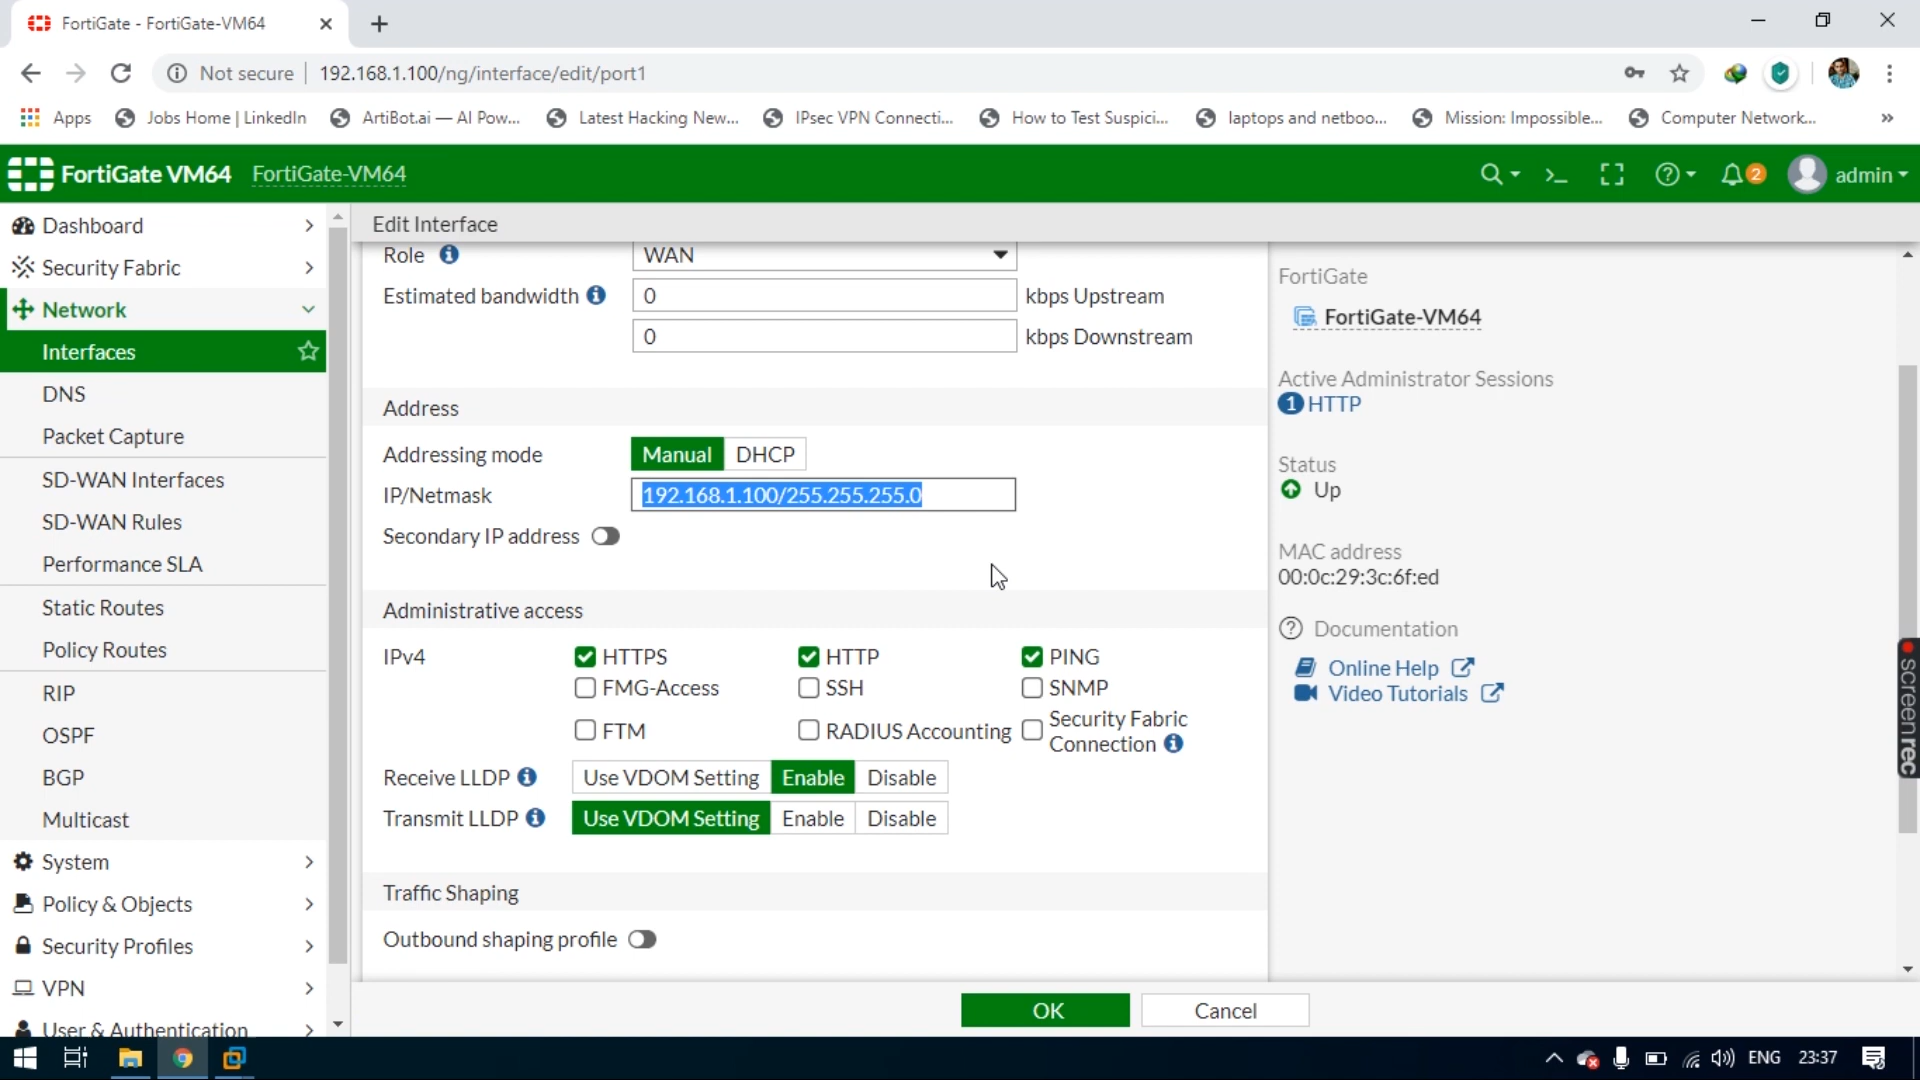 FortiGate - FortiGate-VM64
Not secure 192.168.1.100/ng/interface/edit/port1
Apps Jobs Home | LinkedIn ArtiBot.ai — AI Pow... Latest Hacking New... IPsec VPN Connecti... How to Test Suspici... laptops and netboo... Mission: Impossible... Computer Network... »
FortiGate VM64 FortiGate-VM64 >_ 2 admin
Dashboard
Security Fabric
Network
Interfaces
DNS
Packet Capture
SD-WAN Interfaces
SD-WAN Rules
Performance SLA
Static Routes
Policy Routes
RIP
OSPF
BGP
Multicast
System
Policy & Objects
Security Profiles
VPN
User & Authentication
Edit Interface
Role WAN
Estimated bandwidth 0 kbps Upstream
0 kbps Downstream
Address
Addressing mode Manual DHCP
IP/Netmask 192.168.1.100/255.255.255.0
Secondary IP address
Administrative access
IPv4 HTTPS HTTP PING
FMG-Access SSH SNMP
FTM RADIUS Accounting Security Fabric
Connection
Receive LLDP Use VDOM Setting Enable Disable
Transmit LLDP Use VDOM Setting Enable Disable
Traffic Shaping
Outbound shaping profile
OK Cancel
FortiGate
FortiGate-VM64
Active Administrator Sessions
1 HTTP
Status
Up
MAC address
00:0c:29:3c:6f:ed
Documentation
Online Help
Video Tutorials
screenrec
ENG 23:37